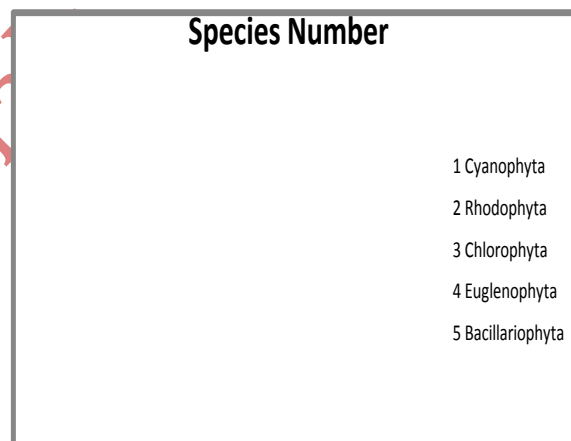 Species Number
1 Cyanophyta
2 Rhodophyta
3 Chlorophyta
4 Euglenophyta
5 Bacillariophyta